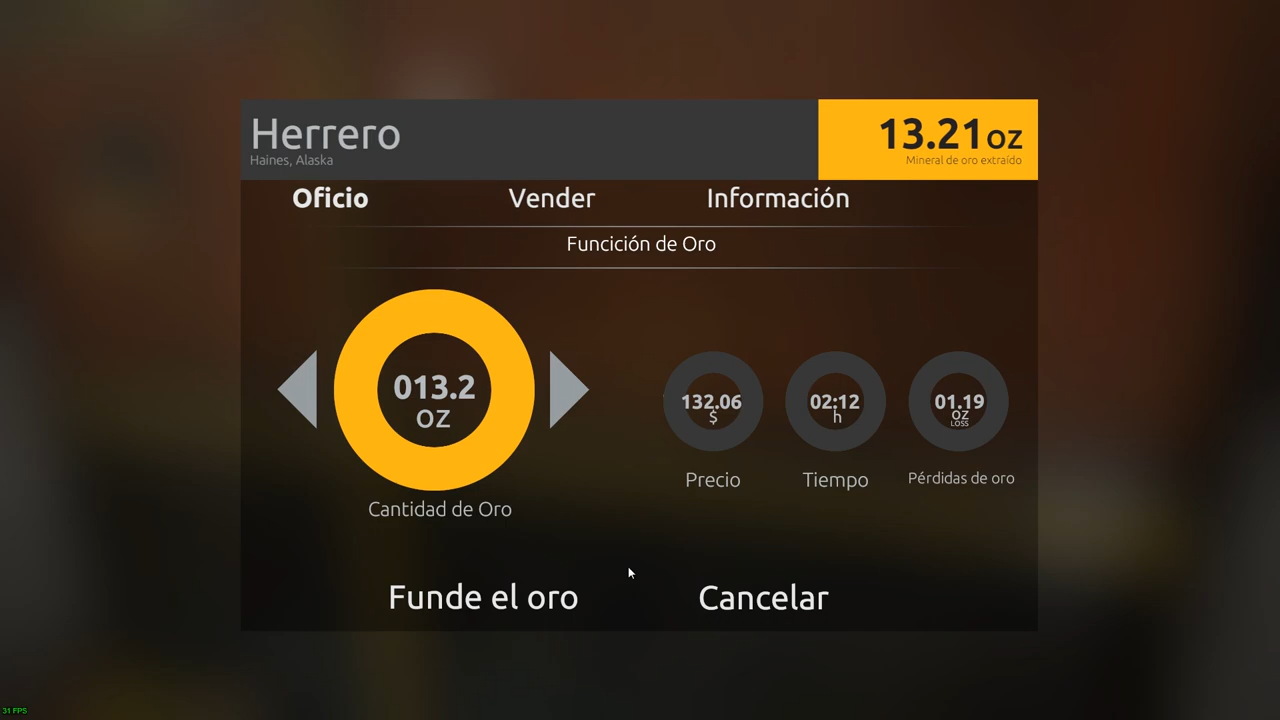 Herrero
Haines, Alaska
13.21 oz
Mineral de oro extraído
Oficio Vender Información
Funcición de Oro
013.2
oz
Cantidad de Oro
132.06
$
Precio
02:12
h
Tiempo
01.19
oz
LOSS
Pérdidas de oro
Funde el oro Cancelar
31 FPS